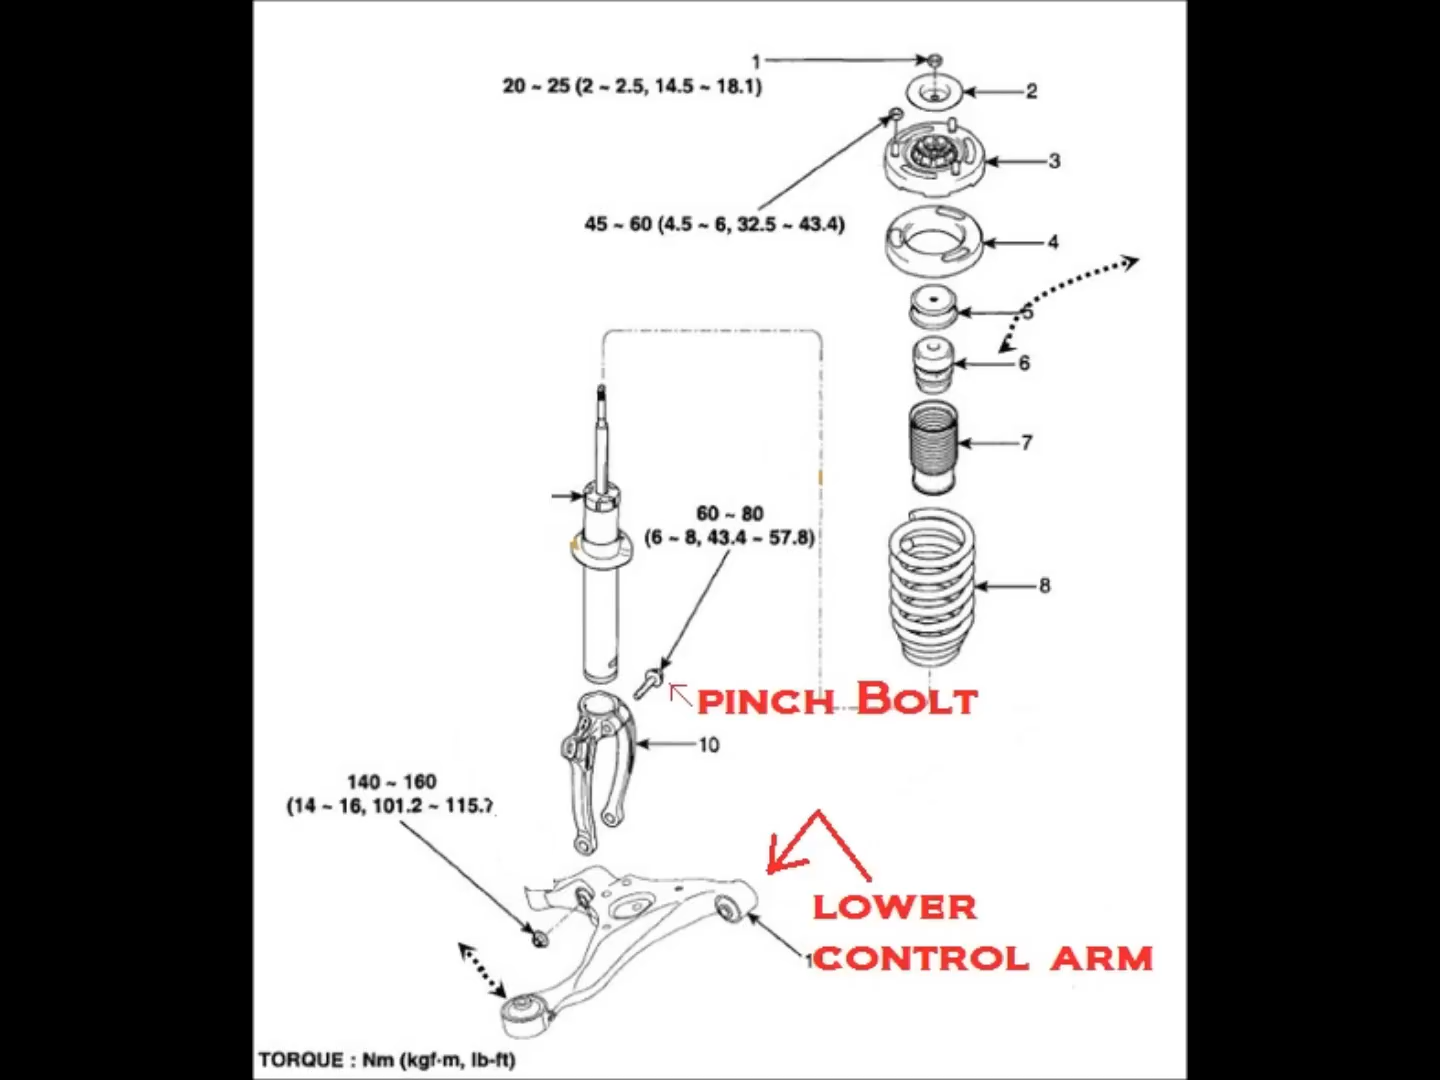 1
20 ~ 25 (2 ~ 2.5, 14.5 ~ 18.1)
2
3
45 ~ 60 (4.5 ~ 6, 32.5 ~ 43.4)
4
5
6
7
60 ~ 80
(6 ~ 8, 43.4 ~ 57.8)
8
PINCH BOLT
10
140 ~ 160
(14 ~ 16, 101.2 ~ 115.7
LOWER
1
CONTROL ARM
TORQUE : Nm (kgf·m, lb-ft)